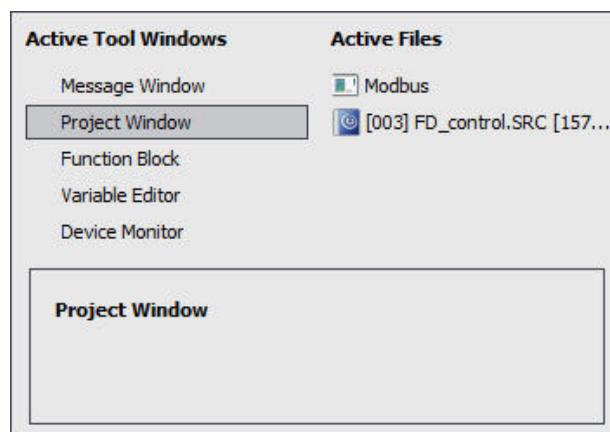 Active Tool Windows
Active Files
Message Window
Modbus
Project Window
[003] FD_control.SRC [157...
Function Block
Variable Editor
Device Monitor
Project Window